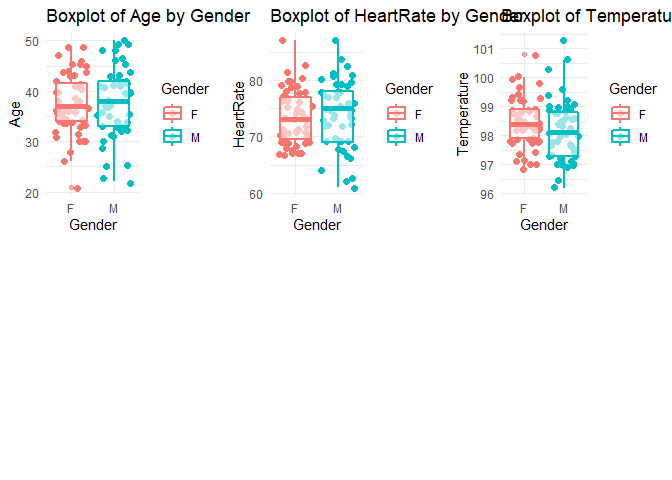 Boxplot of Age by Gender
Age
50
40
30
20
F
M
Gender
Gender
F
M
Boxplot of HeartRate by Gender
HeartRate
80
70
60
F
M
Gender
Gender
F
M
Boxplot of Temperatu
Temperature
101
100
99
98
97
96
F
M
Gender
Gender
F
M